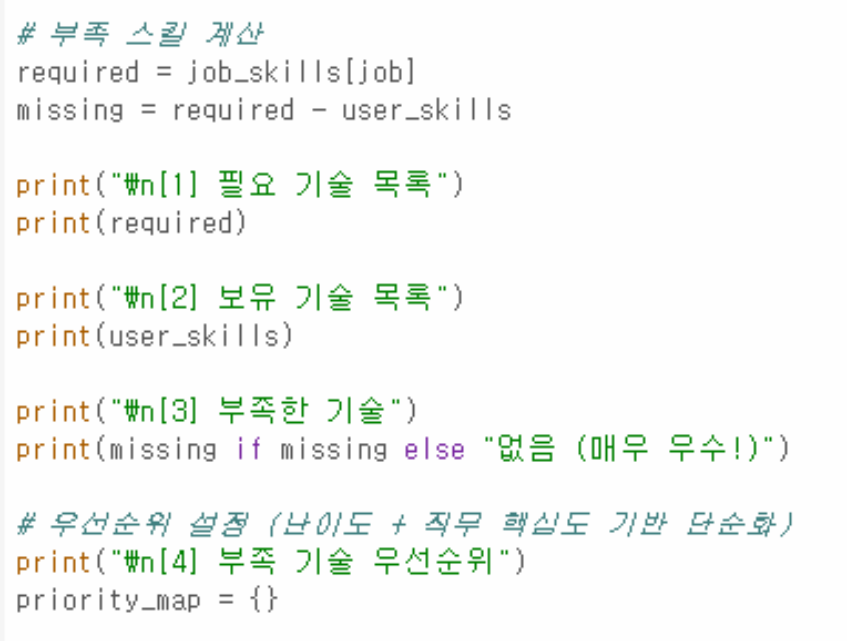 # 부족 스킬 계산
required = job_skills[job]
missing = required - user_skills
print("₩n[1] 필요 기술 목록")
print(required)
print("₩n[2] 보유 기술 목록")
print(user_skills)
print("₩n[3] 부족한 기술")
print(missing if missing else "없음 (매우 우수!)")
# 우선순위 설정 (난이도 + 직무 핵심도 기반 단순화)
print("₩n[4] 부족 기술 우선순위")
priority_map = {}